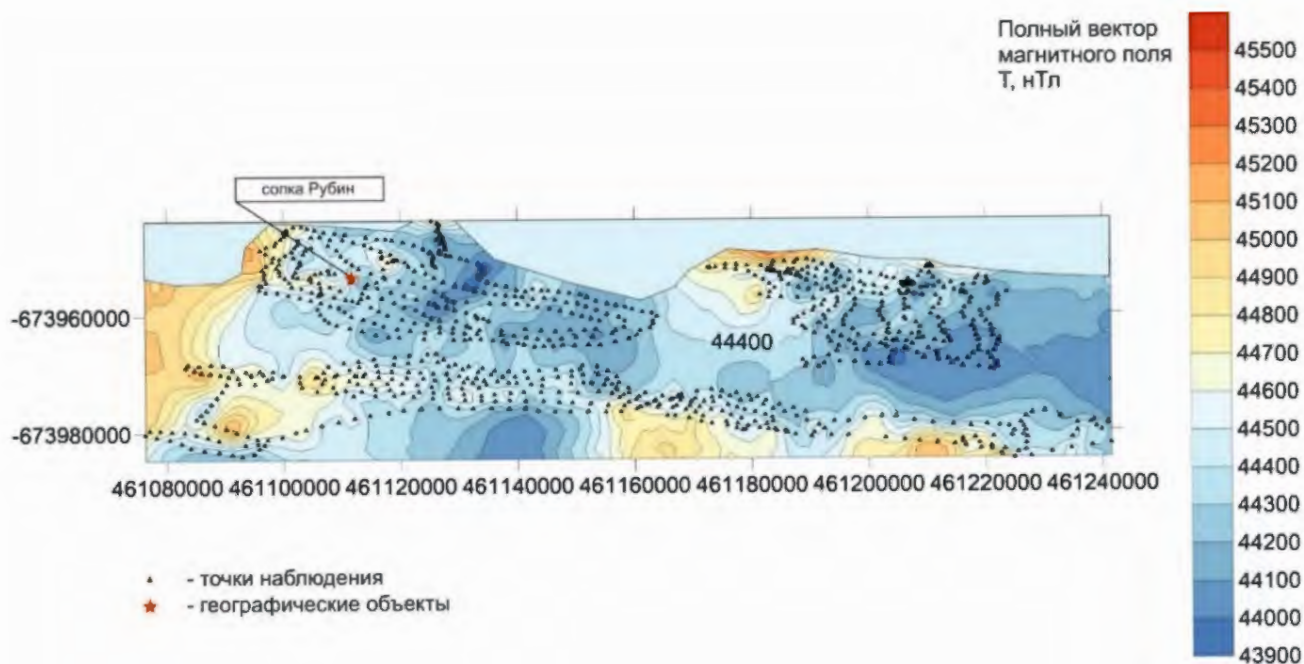 Полный вектор
магнитного поля
Т, нТл
45500
45400
45300
45200
45100
45000
44900
44800
44700
44600
44500
44400
44300
44200
44100
44000
43900
сопка Рубин
-673960000
44400
-673980000
461080000 461100000 461120000 461140000 461160000 461180000 461200000 461220000 461240000
- точки наблюдения
- географические объекты